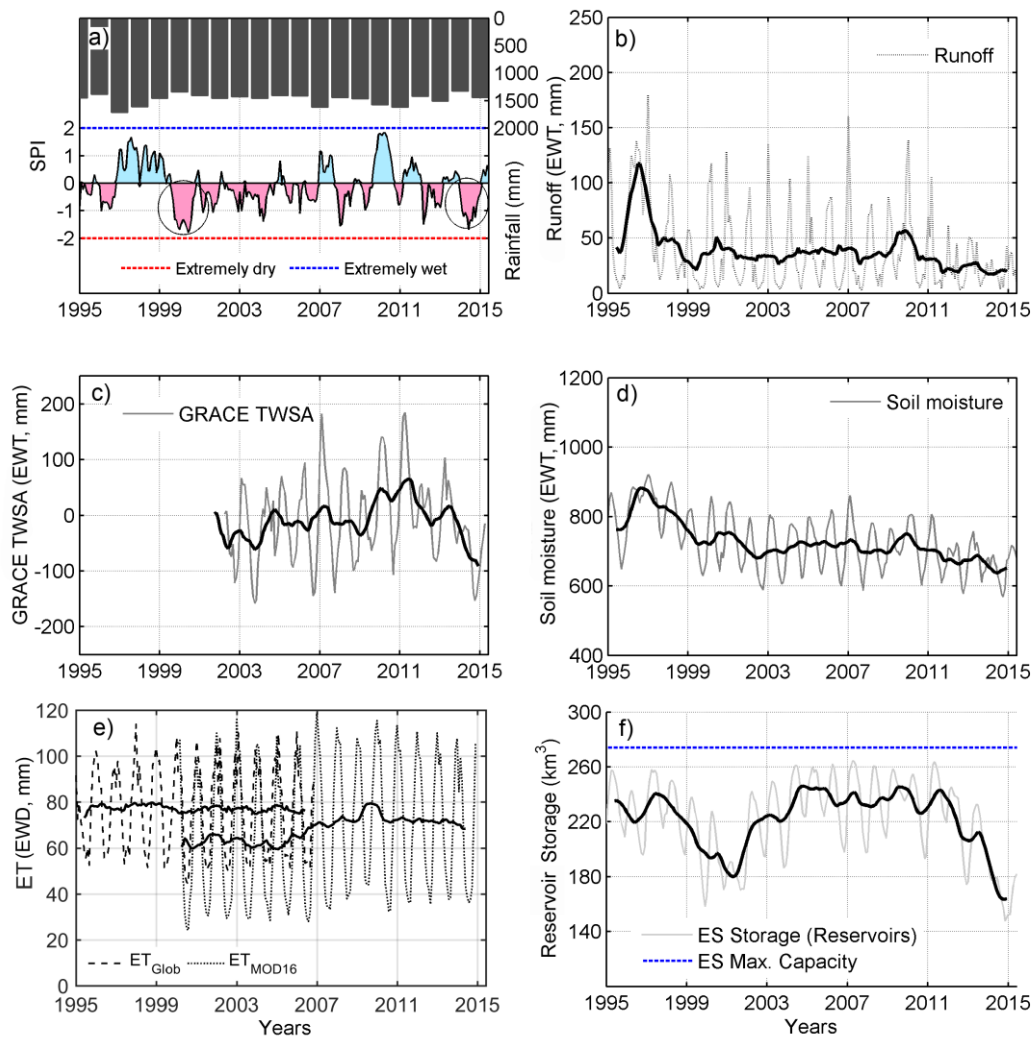 a)
SPI
2
1
0
-1
-2
0
500
1000
1500
2000
Rainfall (mm)
Extremely dry
Extremely wet
1995 1999 2003 2007 2011 2015
b)
Runoff
Runoff (EWT, mm)
250
200
150
100
50
0
1995 1999 2003 2007 2011 2015
c)
GRACE TWSA
GRACE TWSA (EWT, mm)
200
100
0
-100
-200
1995 1999 2003 2007 2011 2015
d)
Soil moisture
Soil moisture (EWT, mm)
1200
1000
800
600
400
1995 1999 2003 2007 2011 2015
e)
ET (EWD, mm)
120
100
80
60
40
20
0
ET_Glob ET_MOD16
1995 1999 2003 2007 2011 2015
Years
f)
Reservoir Storage (km³)
300
260
220
180
140
ES Storage (Reservoirs)
ES Max. Capacity
1995 1999 2003 2007 2011 2015
Years